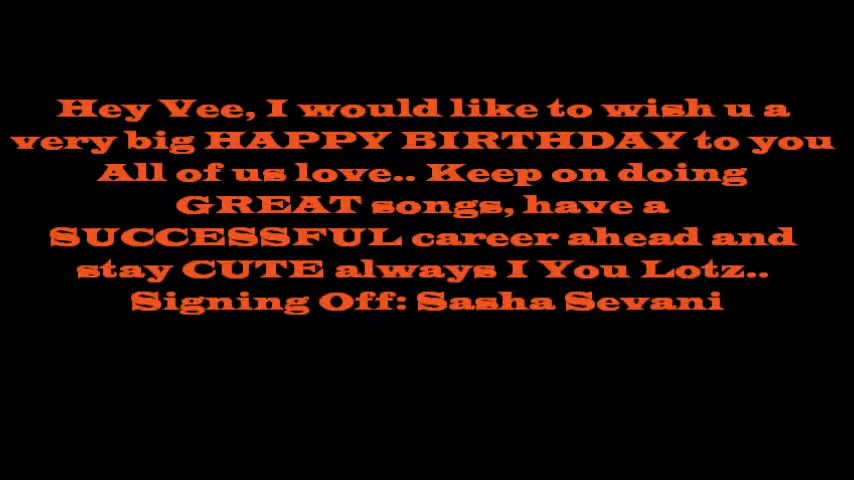 Hey Vee, I would like to wish u a
very big HAPPY BIRTHDAY to you
All of us love.. Keep on doing
GREAT songs, have a
SUCCESSFUL career ahead and
stay CUTE always I You Lotz..
Signing Off: Sasha Sevani